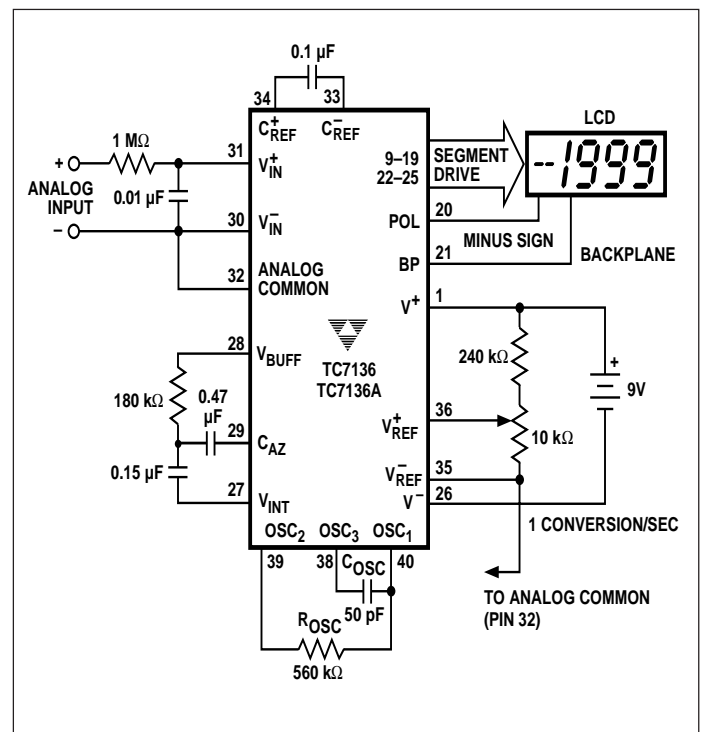 0.1 µF
34 33
C+REF C–REF
LCD
1 MΩ
31
V+IN
+
ANALOG
INPUT
–
0.01 µF
30
V–IN
32
ANALOG
COMMON
9–19
22–25
SEGMENT
DRIVE
-1999
POL
20
MINUS SIGN
BP
21
BACKPLANE
V+
1
TC7136
TC7136A
28
VBUFF
180 kΩ
0.47
µF
29
CAZ
0.15 µF
27
VINT
240 kΩ
+
9V
V+REF
36
10 kΩ
V–REF
35
V–
26
1 CONVERSION/SEC
OSC2 OSC3 OSC1
39 38 40
COSC
50 pF
ROSC
560 kΩ
TO ANALOG COMMON
(PIN 32)